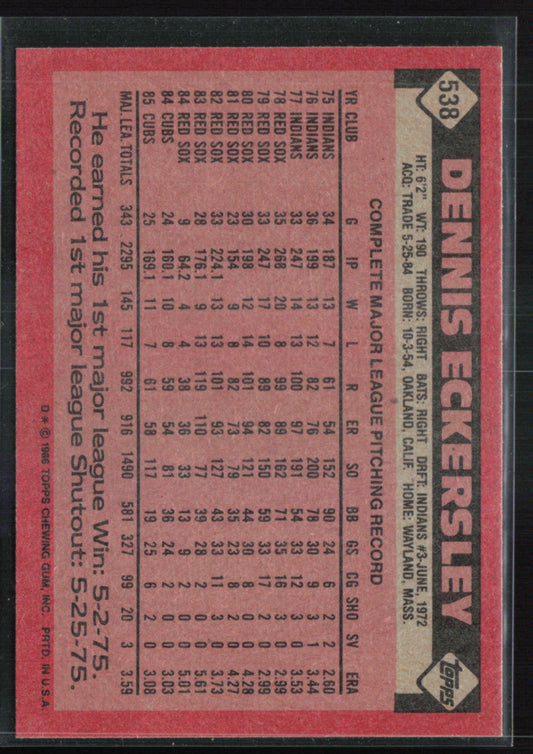 538 DENNIS ECKERSLEY topps
HT: 6'2" WT: 190 THROWS: RIGHT BATS: RIGHT DRFT: INDIANS #3-JUNE, 1972
ACQ: TRADE 5-25-84 BORN: 10-3-54, OAKLAND, CALIF. HOME: WAYLAND, MASS.
COMPLETE MAJOR LEAGUE PITCHING RECORD
YR CLUB G IP W L R ER SO BB GS CG SHO SV ERA
75 INDIANS 34 187 13 7 61 54 152 90 24 6 2 2 2.60
76 INDIANS 36 199 13 12 82 76 200 78 30 9 3 1 3.44
77 INDIANS 33 247 14 13 100 97 191 54 33 12 3 0 3.53
78 RED SOX 35 268 20 8 99 89 162 71 35 16 3 0 2.99
79 RED SOX 33 247 17 10 89 82 150 59 33 17 2 0 2.99
80 RED SOX 30 198 12 14 101 94 121 44 30 8 0 0 4.28
81 RED SOX 23 154 9 8 82 73 79 35 23 8 2 0 4.27
82 RED SOX 33 224.1 13 13 101 93 127 43 33 11 3 0 3.73
83 RED SOX 28 176.1 9 13 119 110 77 39 28 2 0 0 5.61
84 RED SOX 9 64.2 4 4 38 36 33 13 9 2 0 0 5.01
84 CUBS 24 160.1 10 8 59 54 81 36 24 2 0 0 3.03
85 CUBS 25 169.1 11 7 61 58 117 19 25 6 2 0 3.08
MAJ. LEA. TOTALS 343 2295 145 117 992 916 1490 581 327 99 20 3 3.59
He earned his 1st major league Win: 5-2-75.
Recorded 1st major league Shutout: 5-25-75.
D* © 1986 TOPPS CHEWING GUM, INC. PRTD. IN U.S.A.